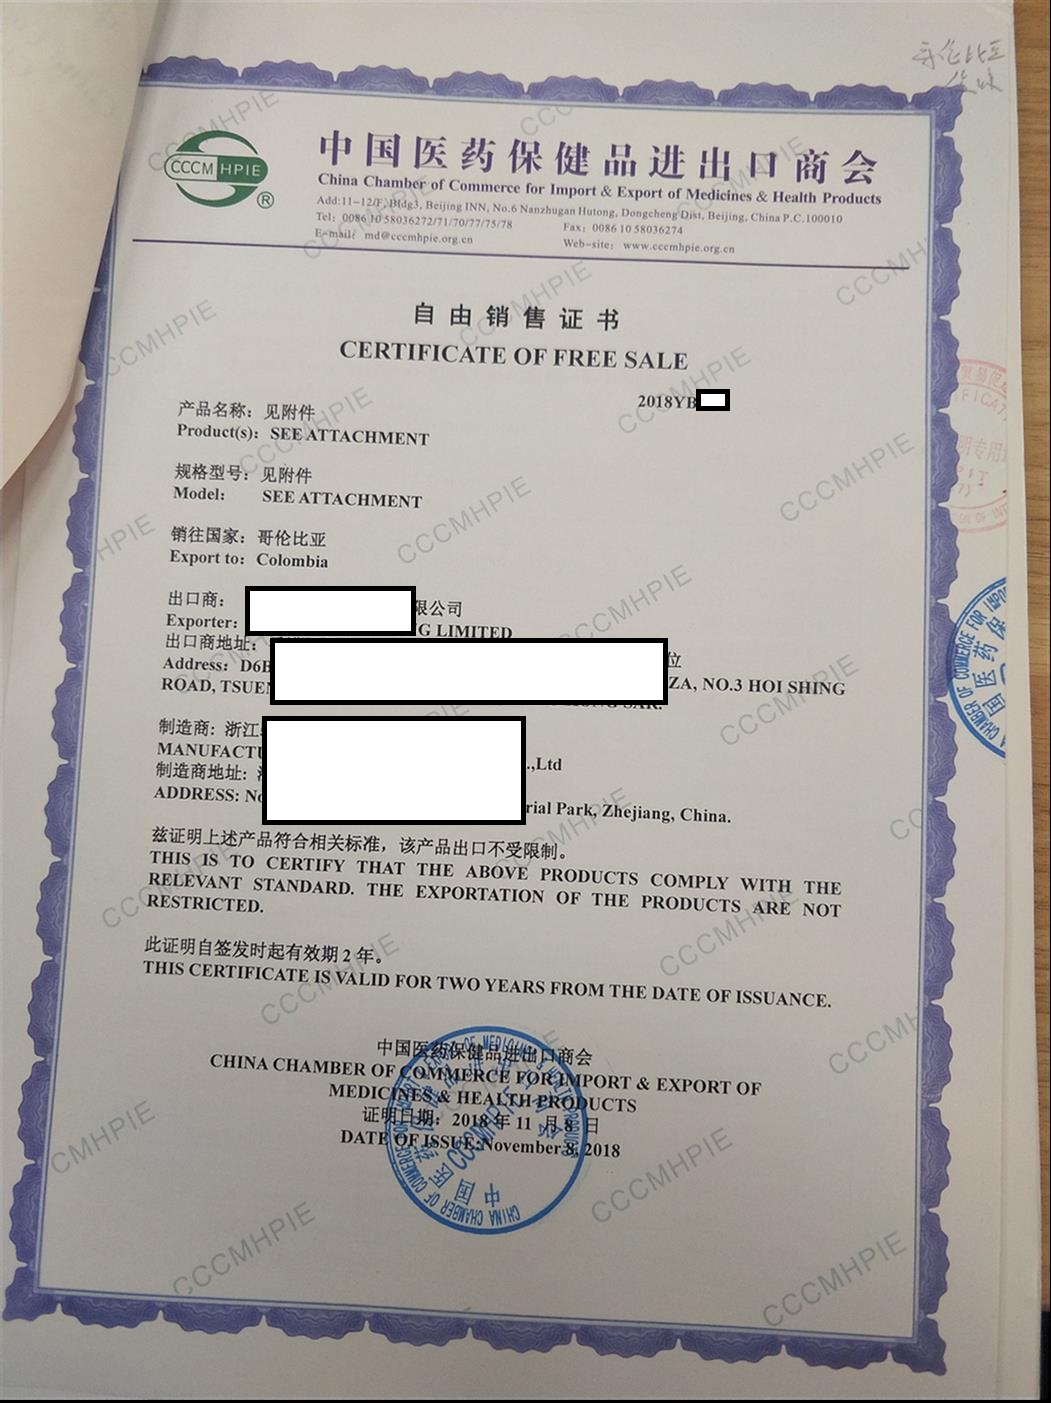 哥伦比亚
CCCMHPIE
®
中国医药保健品进出口商会
China Chamber of Commerce for Import & Export of Medicines & Health Products
Add:11-12/F, Bldg3, Beijing INN, No.6 Nanzhugan Hutong, Dongcheng Dist, Beijing, China P.C.100010
Tel: 0086 10 58036272/71/70/77/75/78 Fax: 0086 10 58036274
E-mail: md@cccmhpie.org.cn Web-site: www.cccmhpie.org.cn
自由销售证书
CERTIFICATE OF FREE SALE
2018YB
产品名称：见附件
Product(s): SEE ATTACHMENT
规格型号：见附件
Model: SEE ATTACHMENT
销往国家：哥伦比亚
Export to: Colombia
出口商： 限公司
Exporter: G LIMITED
出口商地址： 位
Address: D6B ZA, NO.3 HOI SHING
ROAD, TSUEN HONG SAR.
制造商: 浙江
MANUFACTU .,Ltd
制造商地址:
ADDRESS: No rial Park, Zhejiang, China.
兹证明上述产品符合相关标准，该产品出口不受限制。
THIS IS TO CERTIFY THAT THE ABOVE PRODUCTS COMPLY WITH THE
RELEVANT STANDARD. THE EXPORTATION OF THE PRODUCTS ARE NOT
RESTRICTED.
此证明自签发时起有效期 2 年。
THIS CERTIFICATE IS VALID FOR TWO YEARS FROM THE DATE OF ISSUANCE.
中国医药保健品进出口商会
CHINA CHAMBER OF COMMERCE FOR IMPORT & EXPORT OF
MEDICINES & HEALTH PRODUCTS
证明日期：2018 年 11 月 8 日
DATE OF ISSUE:November 8, 2018